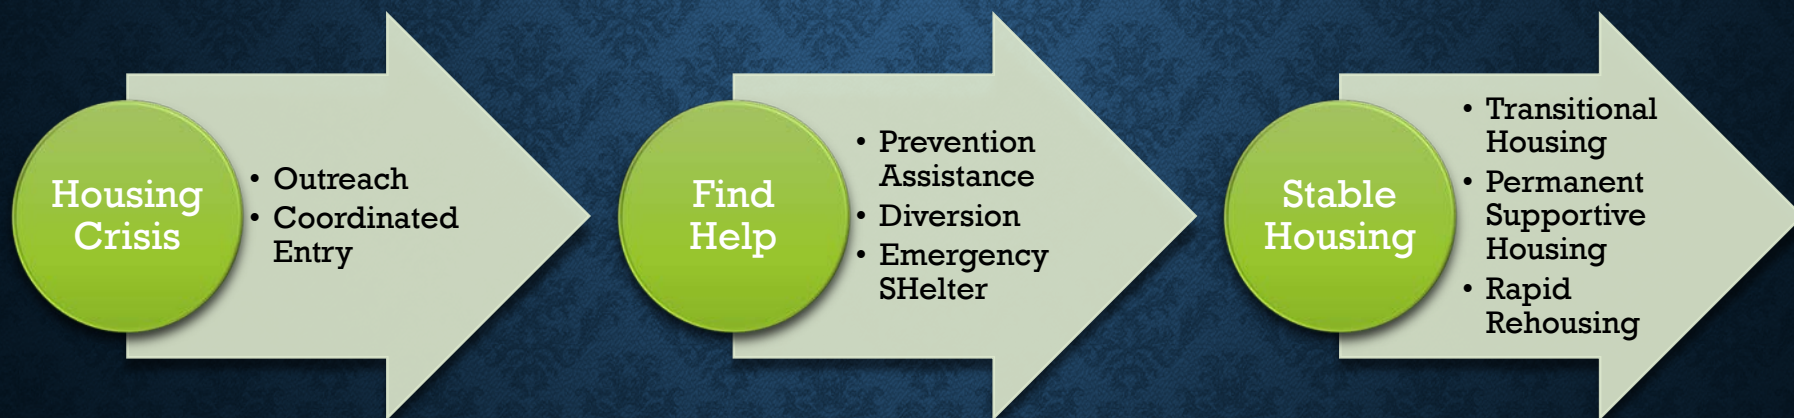 Housing
Crisis
• Outreach
• Coordinated
Entry
Find
Help
• Prevention
Assistance
• Diversion
• Emergency
SHelter
Stable
Housing
• Transitional
Housing
• Permanent
Supportive
Housing
• Rapid
Rehousing